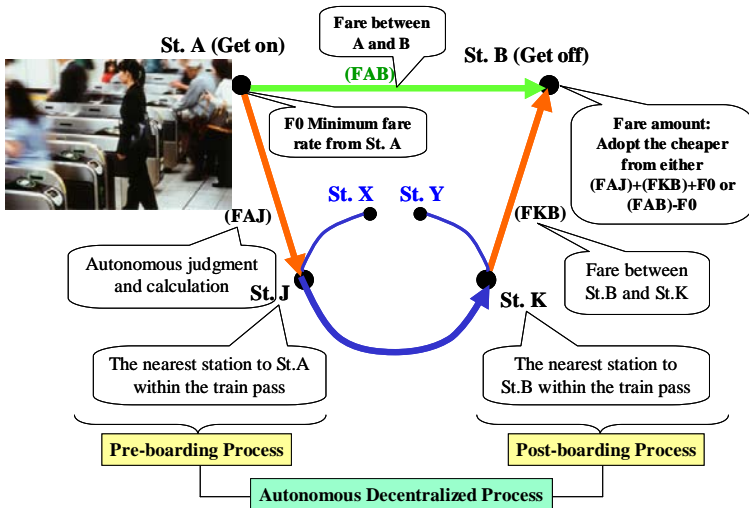 Fare between
A and B
St. A (Get on)
St. B (Get off)
(FAB)
F0 Minimum fare
rate from St. A
Fare amount:
Adopt the cheaper
from either
(FAJ)+(FKB)+F0 or
(FAB)-F0
St. X
St. Y
(FAJ)
(FKB)
Autonomous judgment
and calculation
St. J
St. K
Fare between
St.B and St.K
The nearest station to St.A
within the train pass
The nearest station to
St.B within the train pass
Pre-boarding Process
Post-boarding Process
Autonomous Decentralized Process